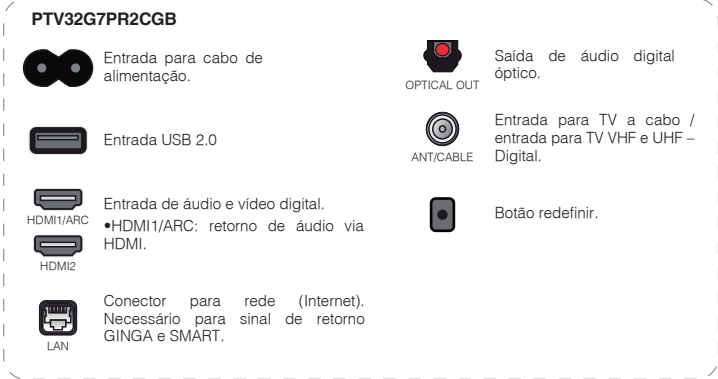 PTV32G7PR2CGB
Entrada para cabo de
alimentação.
Entrada USB 2.0
HDMI1/ARC
HDMI2
Entrada de áudio e vídeo digital.
•HDMI1/ARC: retorno de áudio via
HDMI.
LAN
Conector para rede (Internet).
Necessário para sinal de retorno
GINGA e SMART.
OPTICAL OUT
Saída de áudio digital
óptico.
ANT/CABLE
Entrada para TV a cabo /
entrada para TV VHF e UHF –
Digital.
Botão redefinir.